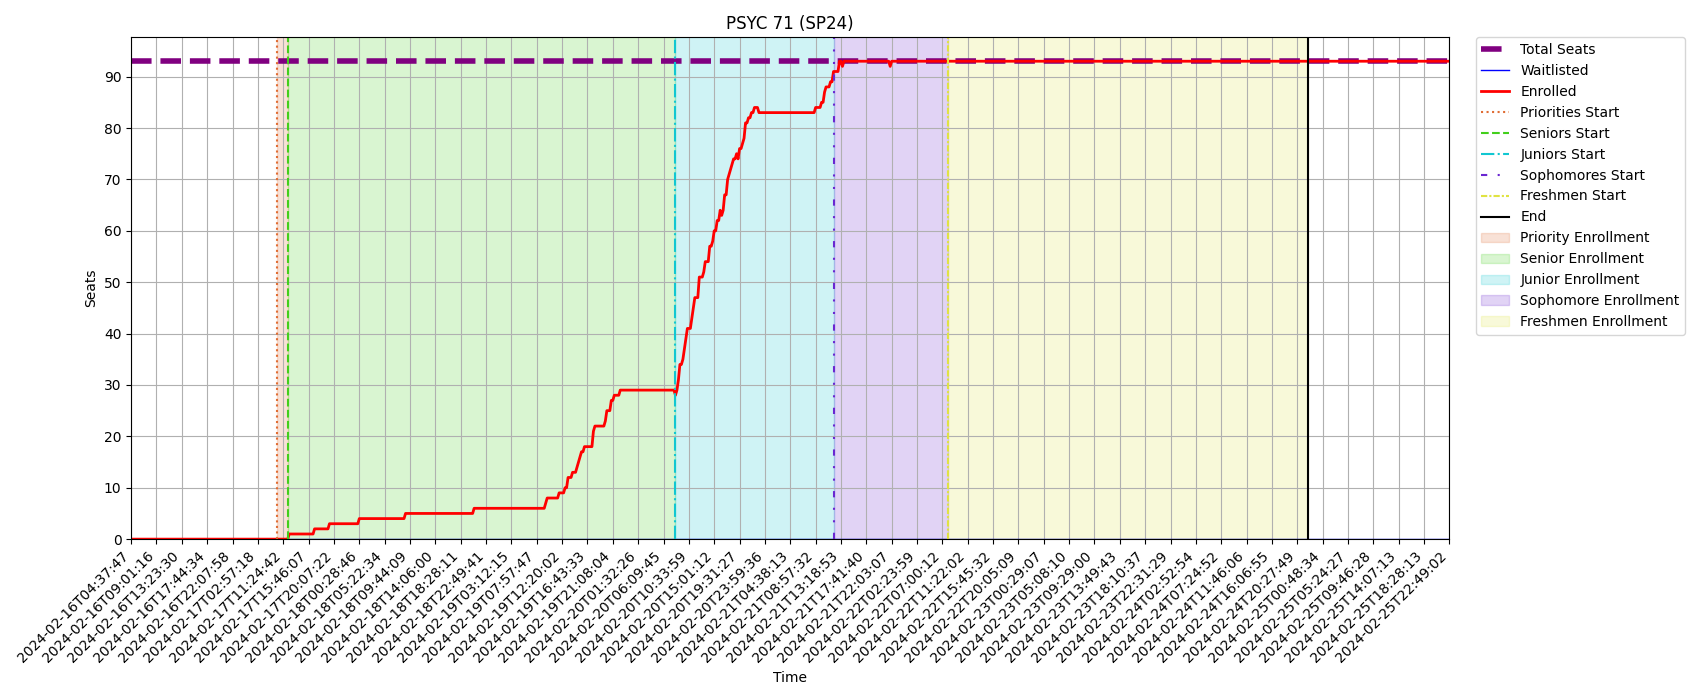 PSYC 71 (SP24)
Seats
90
80
70
60
50
40
30
20
10
0
2024-02-16T04:37:47
2024-02-16T09:01:16
2024-02-16T13:23:30
2024-02-16T17:44:34
2024-02-16T22:07:58
2024-02-17T02:57:18
2024-02-17T11:24:42
2024-02-17T15:46:07
2024-02-17T20:07:22
2024-02-18T00:28:46
2024-02-18T05:22:34
2024-02-18T09:44:09
2024-02-18T14:06:00
2024-02-18T18:28:11
2024-02-18T22:49:41
2024-02-19T03:12:15
2024-02-19T07:57:47
2024-02-19T12:20:02
2024-02-19T16:43:33
2024-02-19T21:08:04
2024-02-20T01:32:26
2024-02-20T06:09:45
2024-02-20T10:33:59
2024-02-20T15:01:12
2024-02-20T19:31:27
2024-02-20T23:59:36
2024-02-21T04:38:13
2024-02-21T08:57:32
2024-02-21T13:18:53
2024-02-21T17:41:40
2024-02-21T22:03:07
2024-02-22T02:23:59
2024-02-22T07:00:12
2024-02-22T11:22:02
2024-02-22T15:45:32
2024-02-22T20:05:09
2024-02-23T00:29:07
2024-02-23T05:08:10
2024-02-23T09:29:00
2024-02-23T13:49:43
2024-02-23T18:10:37
2024-02-23T22:31:29
2024-02-24T02:52:54
2024-02-24T07:24:52
2024-02-24T11:46:06
2024-02-24T16:06:55
2024-02-24T20:27:49
2024-02-25T00:48:34
2024-02-25T05:24:27
2024-02-25T09:46:28
2024-02-25T14:07:13
2024-02-25T18:28:13
2024-02-25T22:49:02
Time
Total Seats
Waitlisted
Enrolled
Priorities Start
Seniors Start
Juniors Start
Sophomores Start
Freshmen Start
End
Priority Enrollment
Senior Enrollment
Junior Enrollment
Sophomore Enrollment
Freshmen Enrollment